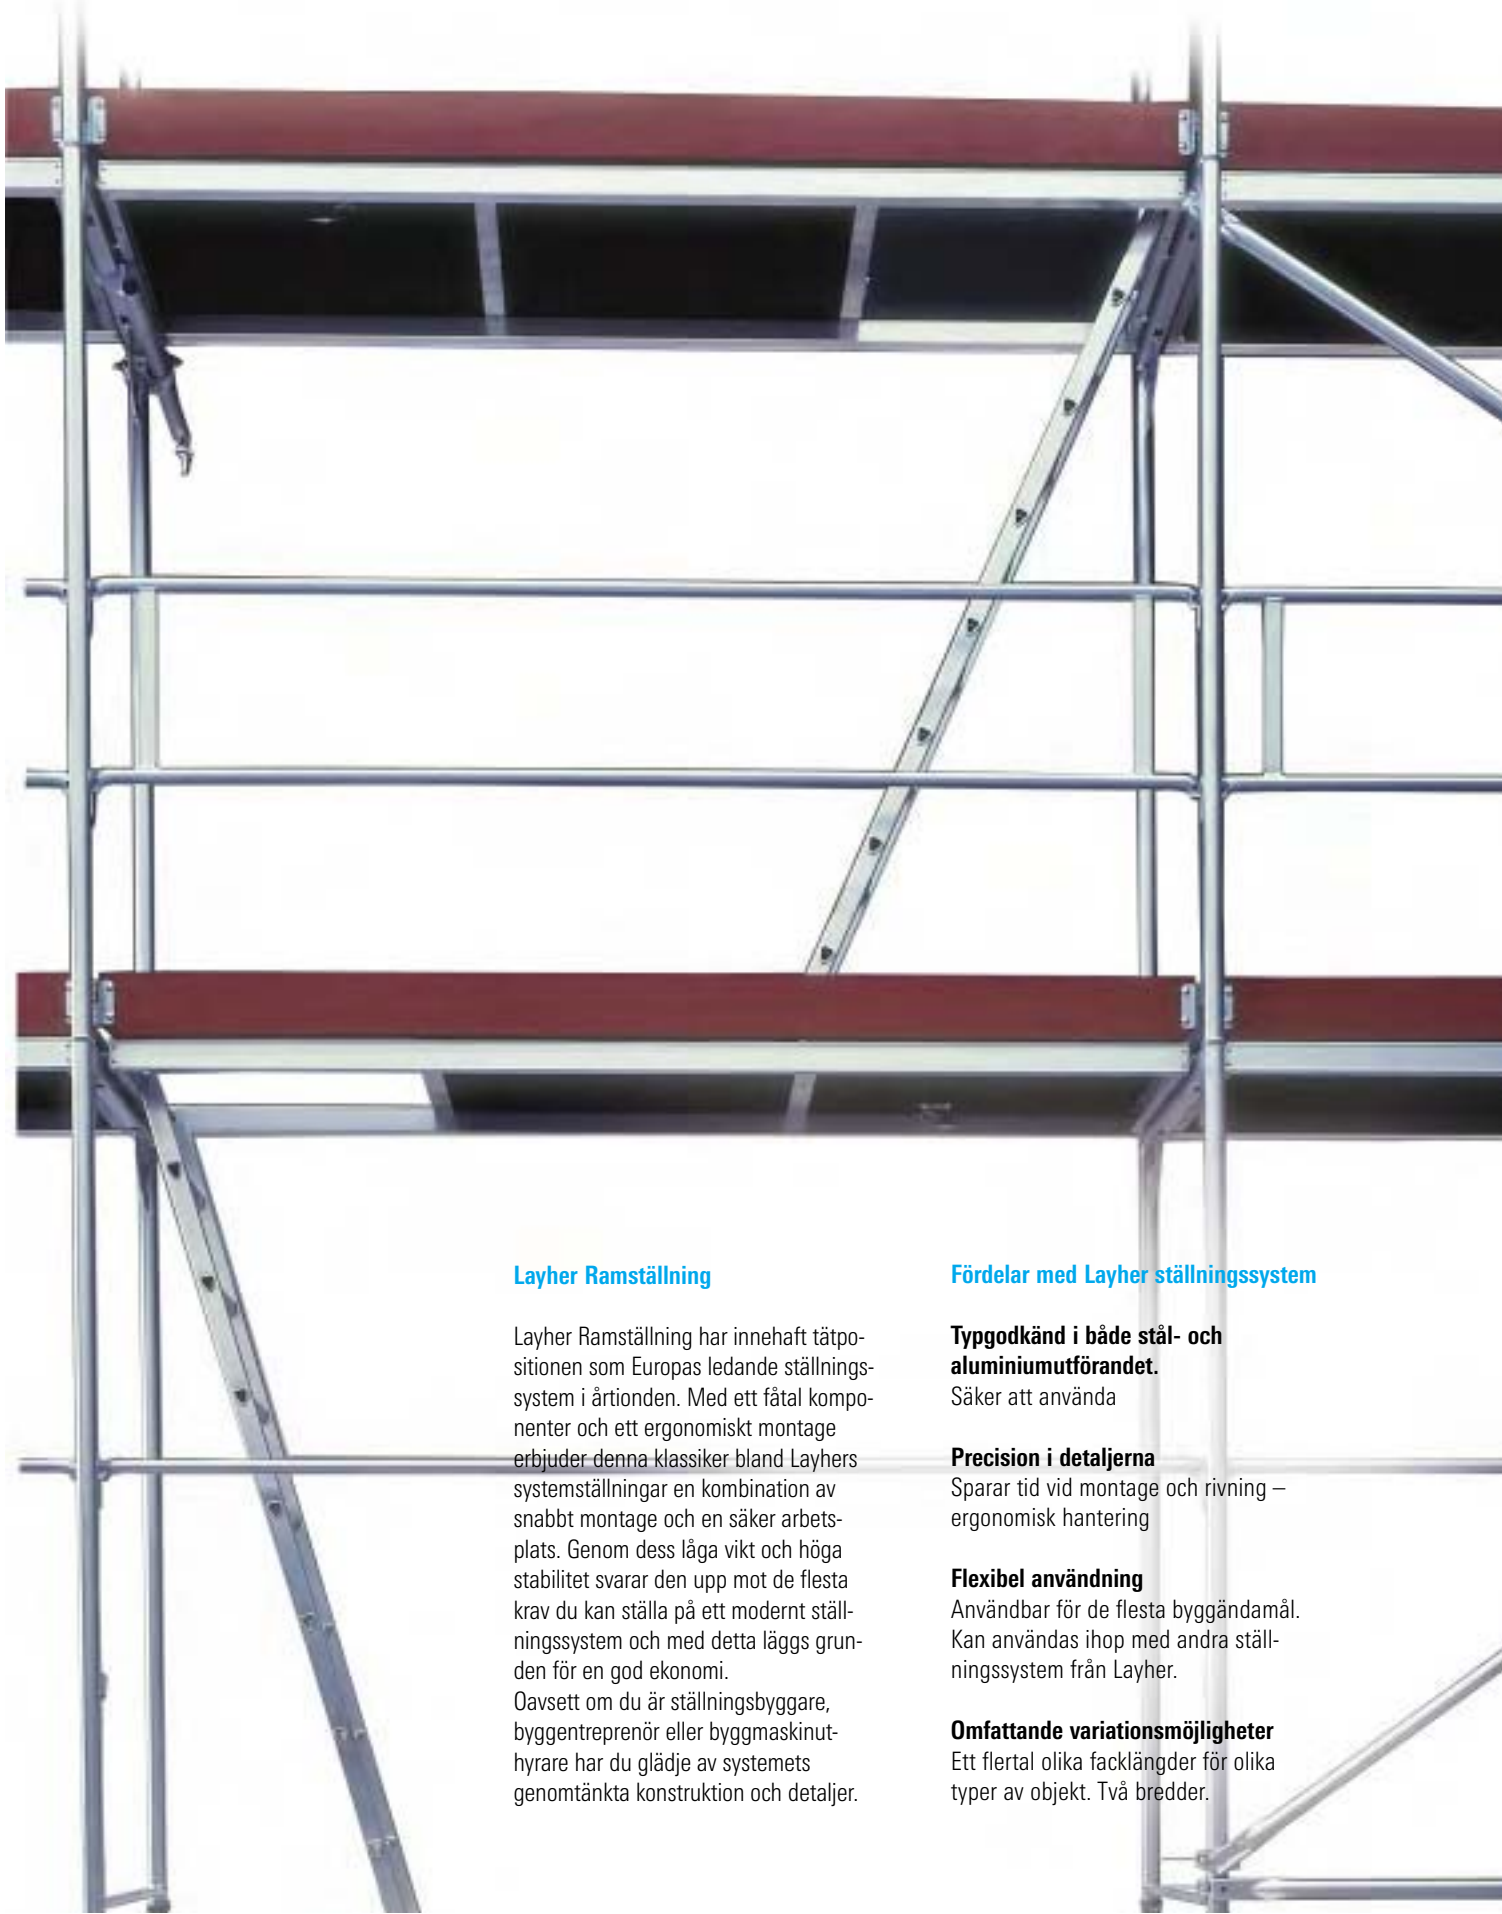 Layher Ramställning
Layher Ramställning har innehaft tätpo-
sitionen som Europas ledande ställnings-
system i årtionden. Med ett fåtal kompo-
nenter och ett ergonomiskt montage
erbjuder denna klassiker bland Layhers
systemställningar en kombination av
snabbt montage och en säker arbets-
plats. Genom dess låga vikt och höga
stabilitet svarar den upp mot de flesta
krav du kan ställa på ett modernt ställ-
ningssystem och med detta läggs grun-
den för en god ekonomi.
Oavsett om du är ställningsbyggare,
byggentreprenör eller byggmaskinut-
hyrare har du glädje av systemets
genomtänkta konstruktion och detaljer.
Fördelar med Layher ställningssystem
Typgodkänd i både stål- och
aluminiumutförandet.
Säker att använda
Precision i detaljerna
Sparar tid vid montage och rivning –
ergonomisk hantering
Flexibel användning
Användbar för de flesta byggändamål.
Kan användas ihop med andra ställ-
ningssystem från Layher.
Omfattande variationsmöjligheter
Ett flertal olika facklängder för olika
typer av objekt. Två bredder.